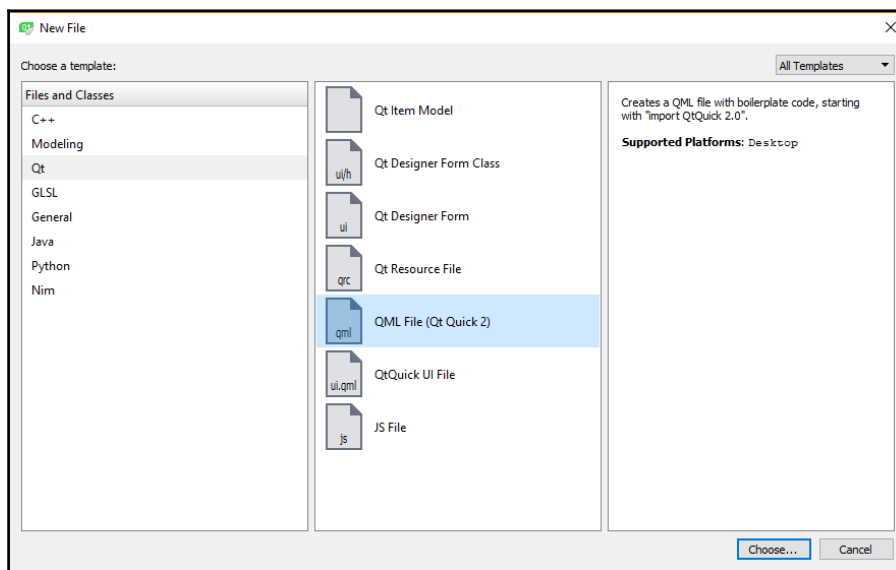 New File
Choose a template:
All Templates
Files and Classes
C++
Modeling
Qt
GLSL
General
Java
Python
Nim
Qt Item Model
ui/h
Qt Designer Form Class
ui
Qt Designer Form
qrc
Qt Resource File
qml
QML File (Qt Quick 2)
ui.qml
QtQuick UI File
js
JS File
Creates a QML file with boilerplate code, starting
with "import QtQuick 2.0".
Supported Platforms: Desktop
Choose...
Cancel